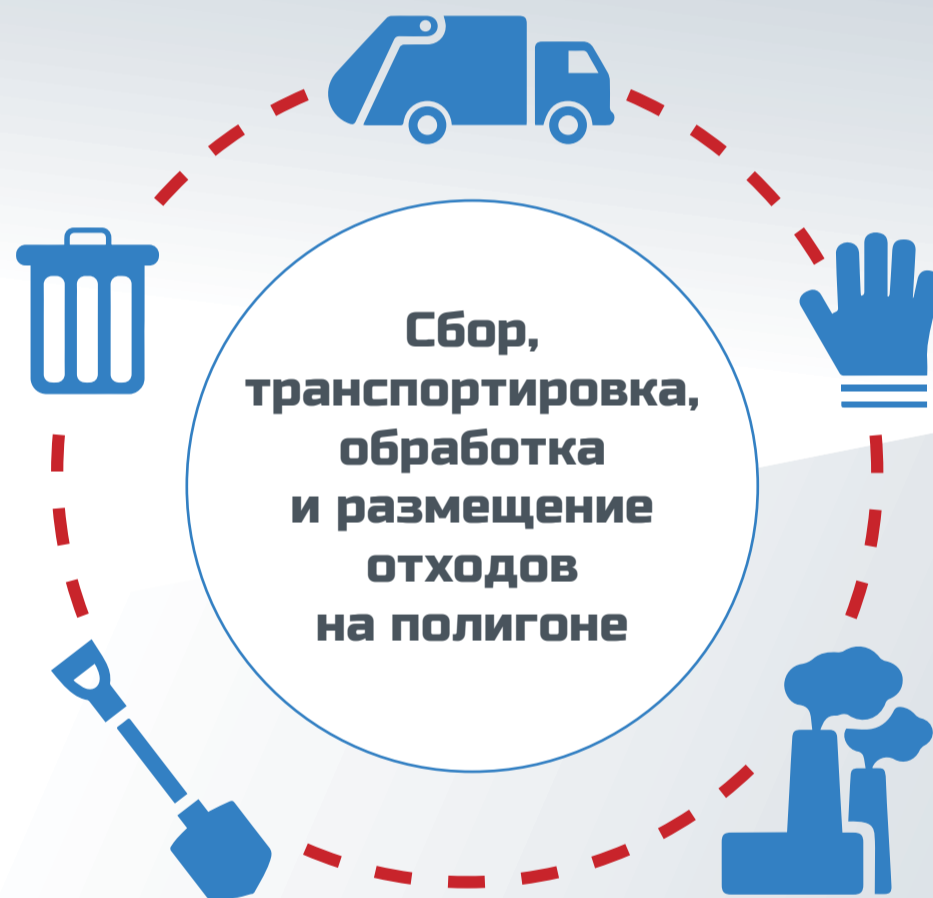 Сбор,
транспортировка,
обработка
и размещение
отходов
на полигоне